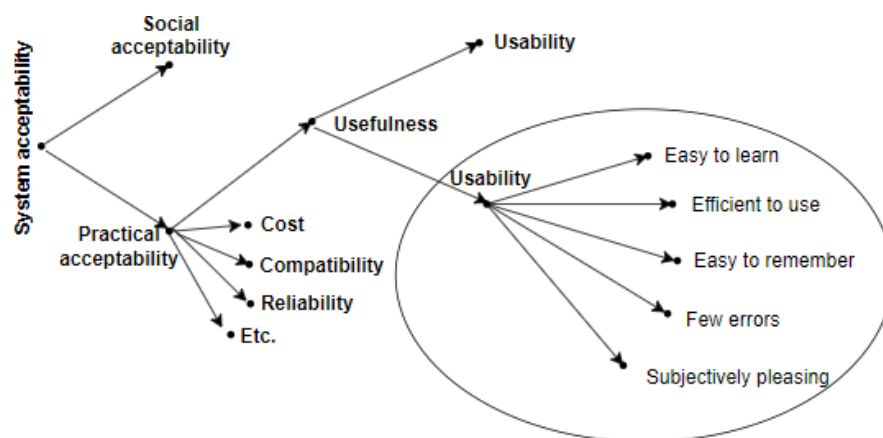 System acceptability
Social
acceptability
Usability
Usefulness
Practical
acceptability
Cost
Compatibility
Reliability
Etc.
Usability
Easy to learn
Efficient to use
Easy to remember
Few errors
Subjectively pleasing